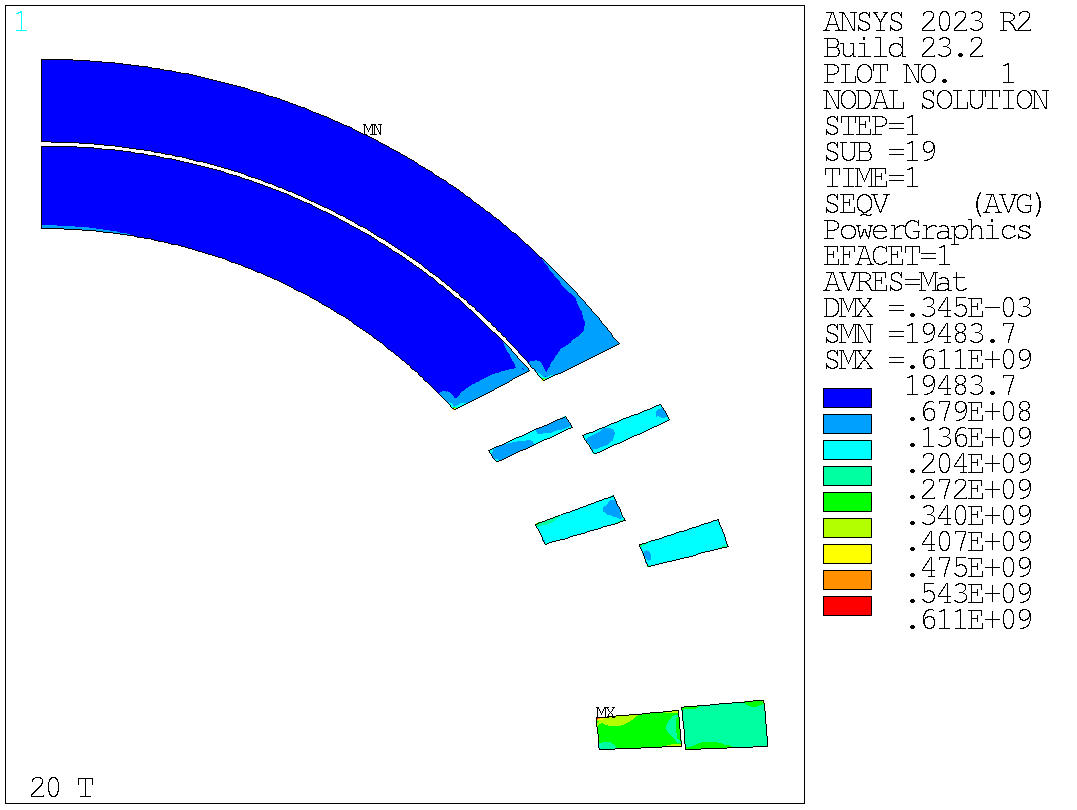 1
ANSYS 2023 R2
Build 23.2
PLOT NO.   1
NODAL SOLUTION
STEP=1
SUB =19
TIME=1
SEQV     (AVG)
PowerGraphics
EFACET=1
AVRES=Mat
DMX =.345E-03
SMN =19483.7
SMX =.611E+09
19483.7
.679E+08
.136E+09
.204E+09
.272E+09
.340E+09
.407E+09
.475E+09
.543E+09
.611E+09
MN
MX
20 T